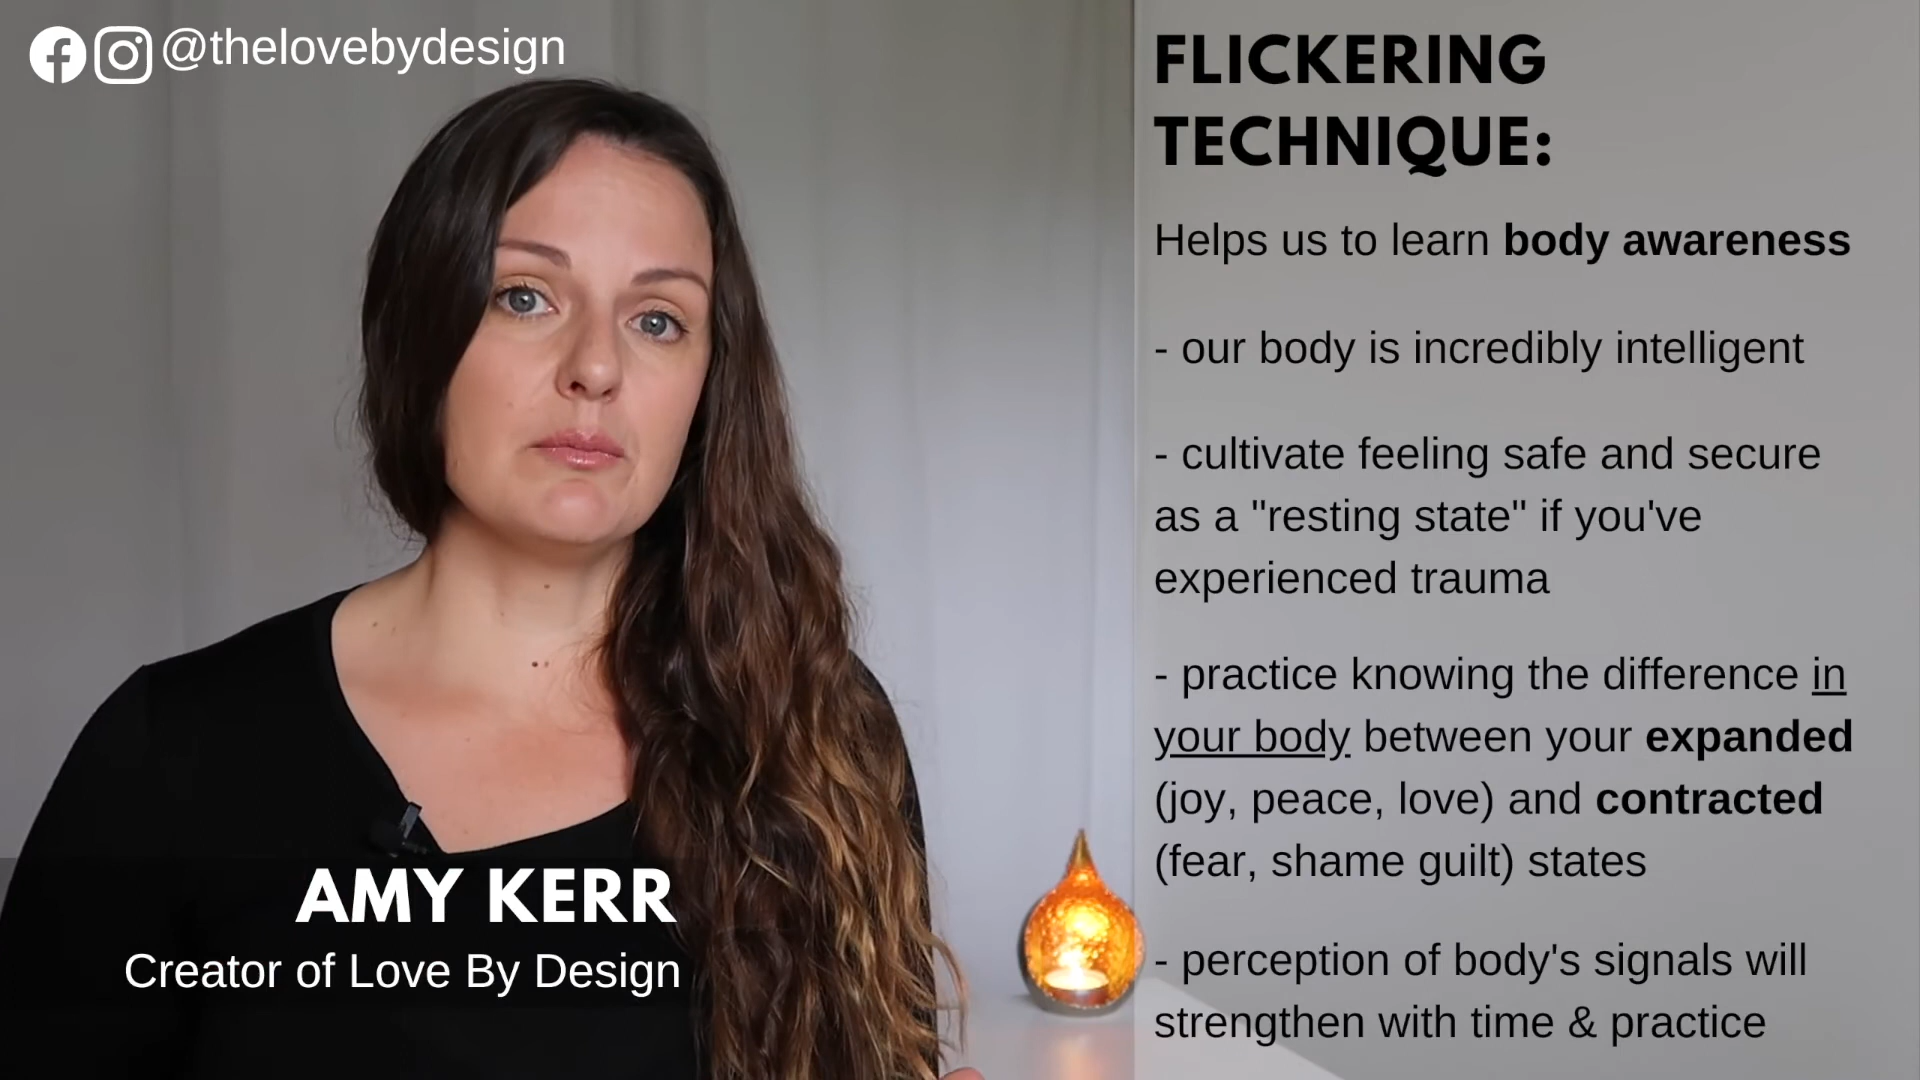 @thelovebydesign
FLICKERING
TECHNIQUE:
Helps us to learn body awareness
- our body is incredibly intelligent
- cultivate feeling safe and secure
as a "resting state" if you've
experienced trauma
- practice knowing the difference in
your body between your expanded
(joy, peace, love) and contracted
(fear, shame guilt) states
- perception of body's signals will
strengthen with time & practice
AMY KERR
Creator of Love By Design